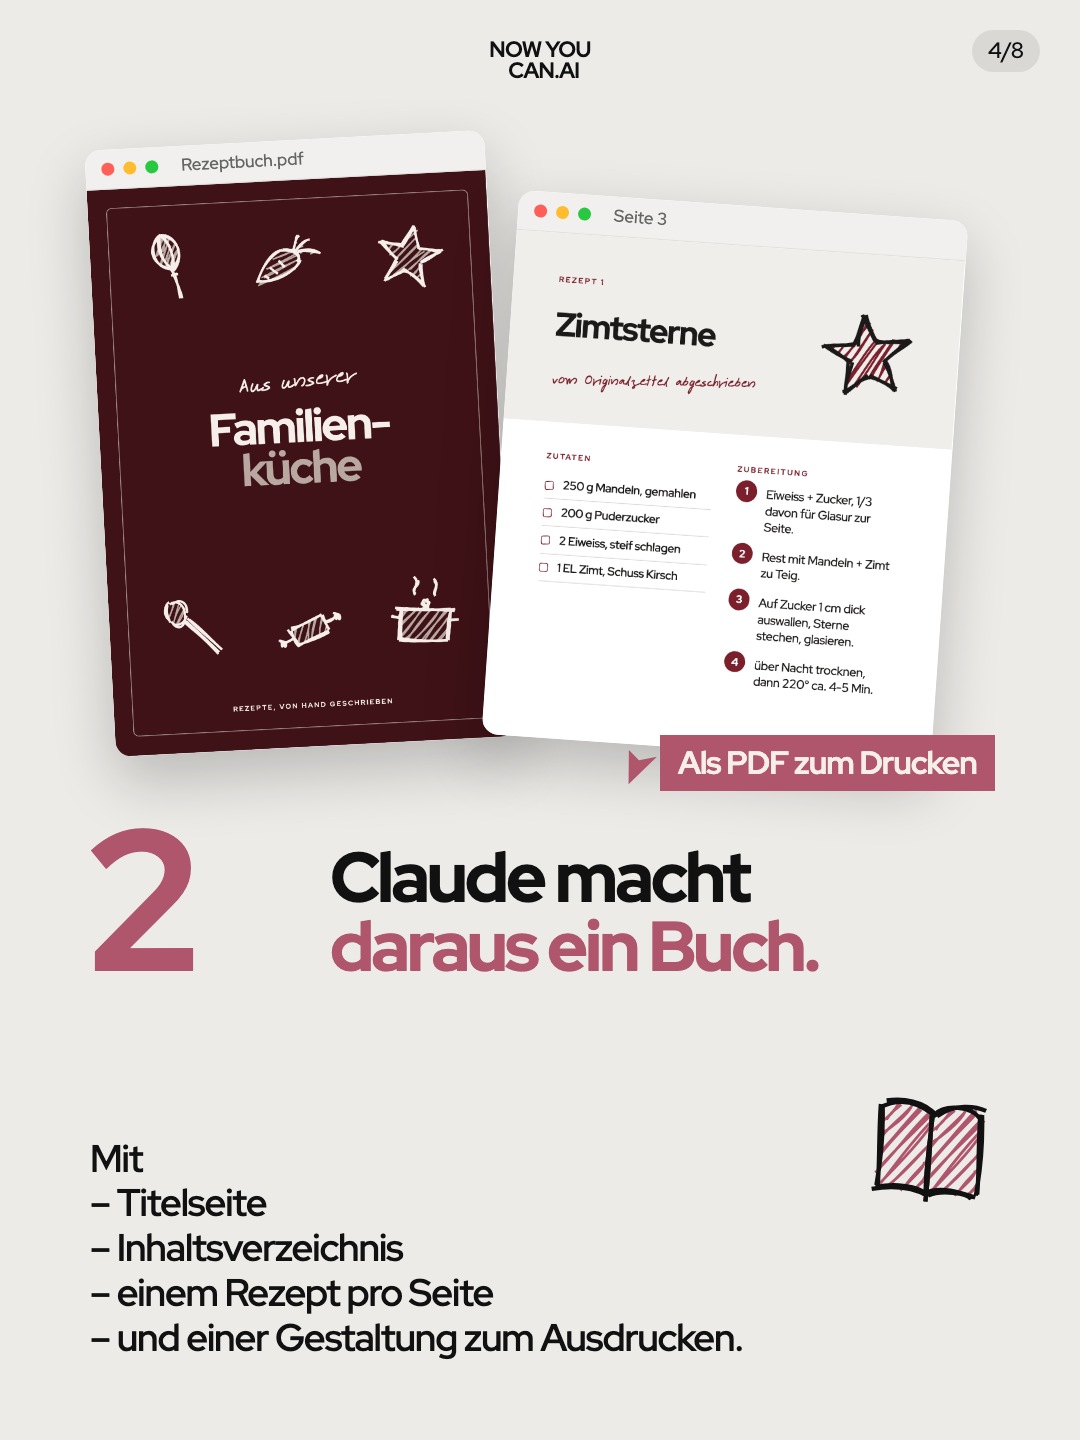 NOW YOU
CAN.AI
4/8
Rezeptbuch.pdf
Aus unserer
Familien-
küche
REZEPTE, VON HAND GESCHRIEBEN
Seite 3
REZEPT 1
Zimtsterne
vom Originalzettel abgeschrieben
ZUTATEN
250 g Mandeln, gemahlen
200 g Puderzucker
2 Eiweiss, steif schlagen
1 EL Zimt, Schuss Kirsch
ZUBEREITUNG
1 Eiweiss + Zucker, 1/3
davon für Glasur zur
Seite.
2 Rest mit Mandeln + Zimt
zu Teig.
3 Auf Zucker 1 cm dick
auswallen, Sterne
stechen, glasieren.
4 über Nacht trocknen,
dann 220° ca. 4-5 Min.
Als PDF zum Drucken
2
Claude macht
daraus ein Buch.
Mit
– Titelseite
– Inhaltsverzeichnis
– einem Rezept pro Seite
– und einer Gestaltung zum Ausdrucken.